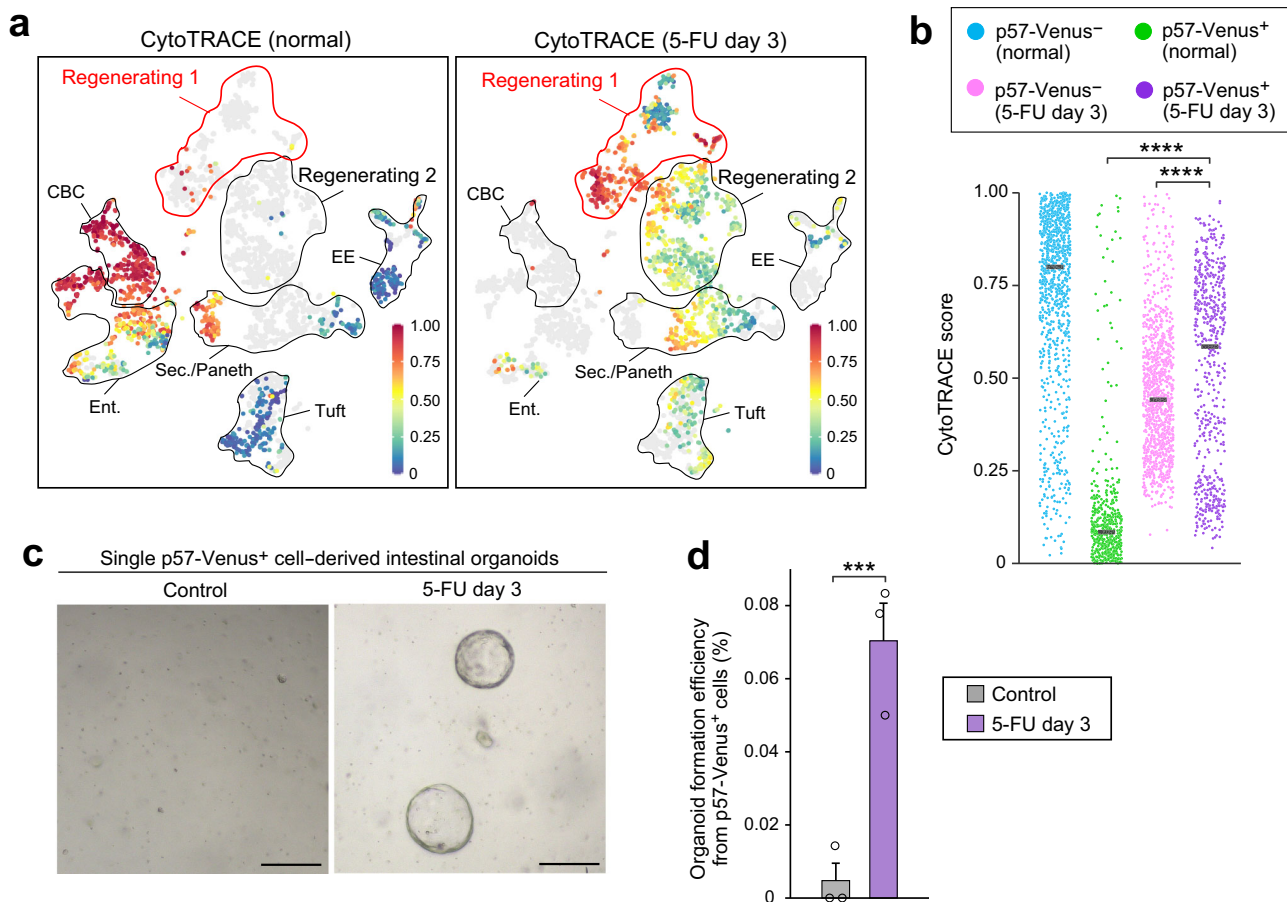 a
CytoTRACE (normal)
Regenerating 1
CBC
Regenerating 2
EE
Sec./Paneth
Ent.
Tuft
1.00
0.75
0.50
0.25
0
CytoTRACE (5-FU day 3)
Regenerating 1
CBC
Regenerating 2
EE
Sec./Paneth
Ent.
Tuft
1.00
0.75
0.50
0.25
0
b
p57-Venus⁻
(normal)
p57-Venus⁺
(normal)
p57-Venus⁻
(5-FU day 3)
p57-Venus⁺
(5-FU day 3)
****
****
CytoTRACE score
1.00
0.75
0.50
0.25
0
c
Single p57-Venus⁺ cell–derived intestinal organoids
Control
5-FU day 3
d
***
Organoid formation efficiency
from p57-Venus⁺ cells (%)
0.08
0.06
0.04
0.02
0
Control
5-FU day 3